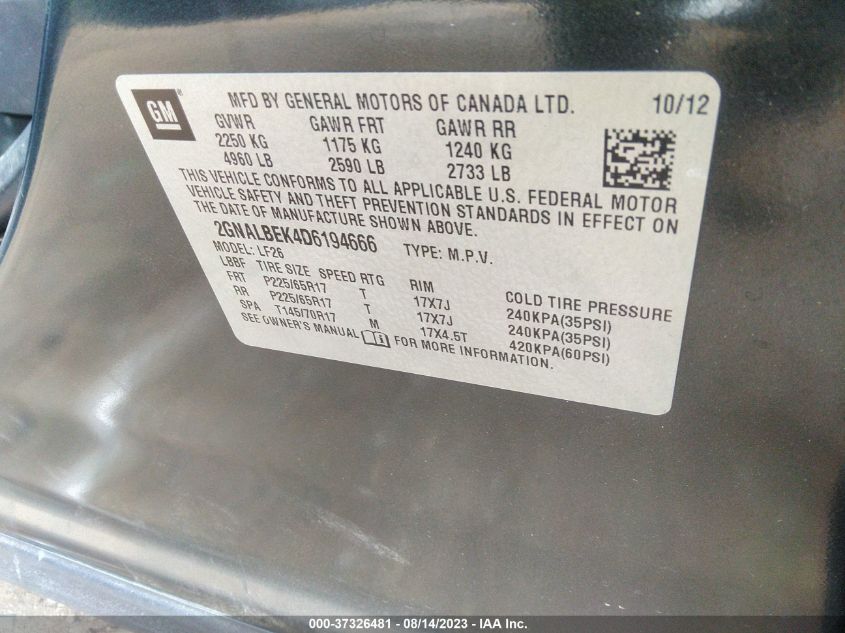 GM
MFD BY GENERAL MOTORS OF CANADA LTD. 10/12
GVWR GAWR FRT GAWR RR
2250 KG 1175 KG 1240 KG
4960 LB 2590 LB 2733 LB
THIS VEHICLE CONFORMS TO ALL APPLICABLE U.S. FEDERAL MOTOR
VEHICLE SAFETY AND THEFT PREVENTION STANDARDS IN EFFECT ON
THE DATE OF MANUFACTURE SHOWN ABOVE.
2GNALBEK4D6194666 TYPE: M.P.V.
MODEL: LF26
LBBF TIRE SIZE SPEED RTG RIM COLD TIRE PRESSURE
FRT P225/65R17 T 17X7J 240KPA(35PSI)
RR P225/65R17 T 17X7J 240KPA(35PSI)
SPA T145/70R17 M 17X4.5T 420KPA(60PSI)
SEE OWNER'S MANUAL FOR MORE INFORMATION.
000-37326481 - 08/14/2023 - IAA Inc.